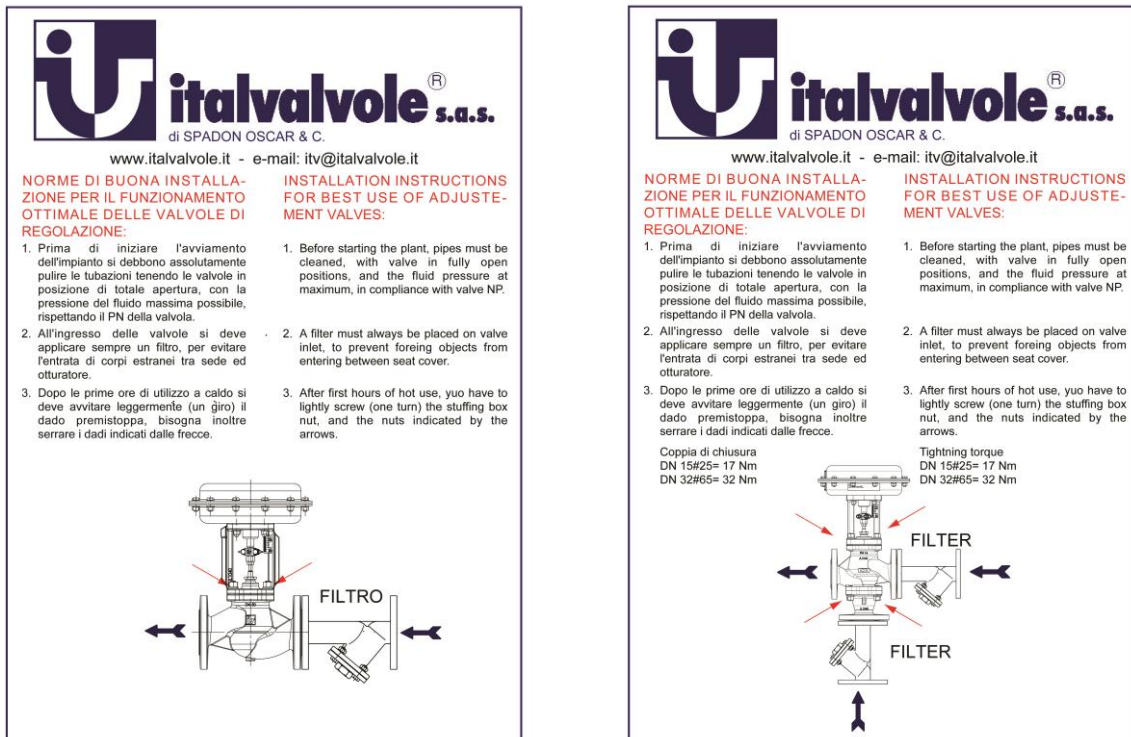 italvalvole® s.a.s.
di SPADON OSCAR & C.
www.italvalvole.it - e-mail: itv@italvalvole.it
NORME DI BUONA INSTALLA-
ZIONE PER IL FUNZIONAMENTO
OTTIMALE DELLE VALVOLE DI
REGOLAZIONE:
1. Prima di iniziare l'avviamento
dell'impianto si debbono assolutamente
pulire le tubazioni tenendo le valvole in
posizione di totale apertura, con la
pressione del fluido massima possibile,
rispettando il PN della valvola.
2. All'ingresso delle valvole si deve
applicare sempre un filtro, per evitare
l'entrata di corpi estranei tra sede ed
otturatore.
3. Dopo le prime ore di utilizzo a caldo si
deve avvitare leggermente (un giro) il
dado premistoppa, bisogna inoltre
serrare i dadi indicati dalle frecce.
INSTALLATION INSTRUCTIONS
FOR BEST USE OF ADJUSTE-
MENT VALVES:
1. Before starting the plant, pipes must be
cleaned, with valve in fully open
positions, and the fluid pressure at
maximum, in compliance with valve NP.
2. A filter must always be placed on valve
inlet, to prevent foreing objects from
entering between seat cover.
3. After first hours of hot use, yuo have to
lightly screw (one turn) the stuffing box
nut, and the nuts indicated by the
arrows.
FILTRO
italvalvole® s.a.s.
di SPADON OSCAR & C.
www.italvalvole.it - e-mail: itv@italvalvole.it
NORME DI BUONA INSTALLA-
ZIONE PER IL FUNZIONAMENTO
OTTIMALE DELLE VALVOLE DI
REGOLAZIONE:
1. Prima di iniziare l'avviamento
dell'impianto si debbono assolutamente
pulire le tubazioni tenendo le valvole in
posizione di totale apertura, con la
pressione del fluido massima possibile,
rispettando il PN della valvola.
2. All'ingresso delle valvole si deve
applicare sempre un filtro, per evitare
l'entrata di corpi estranei tra sede ed
otturatore.
3. Dopo le prime ore di utilizzo a caldo si
deve avvitare leggermente (un giro) il
dado premistoppa, bisogna inoltre
serrare i dadi indicati dalle frecce.
Coppia di chiusura
DN 15#25= 17 Nm
DN 32#65= 32 Nm
INSTALLATION INSTRUCTIONS
FOR BEST USE OF ADJUSTE-
MENT VALVES:
1. Before starting the plant, pipes must be
cleaned, with valve in fully open
positions, and the fluid pressure at
maximum, in compliance with valve NP.
2. A filter must always be placed on valve
inlet, to prevent foreing objects from
entering between seat cover.
3. After first hours of hot use, yuo have to
lightly screw (one turn) the stuffing box
nut, and the nuts indicated by the
arrows.
Tightning torque
DN 15#25= 17 Nm
DN 32#65= 32 Nm
FILTER
FILTER